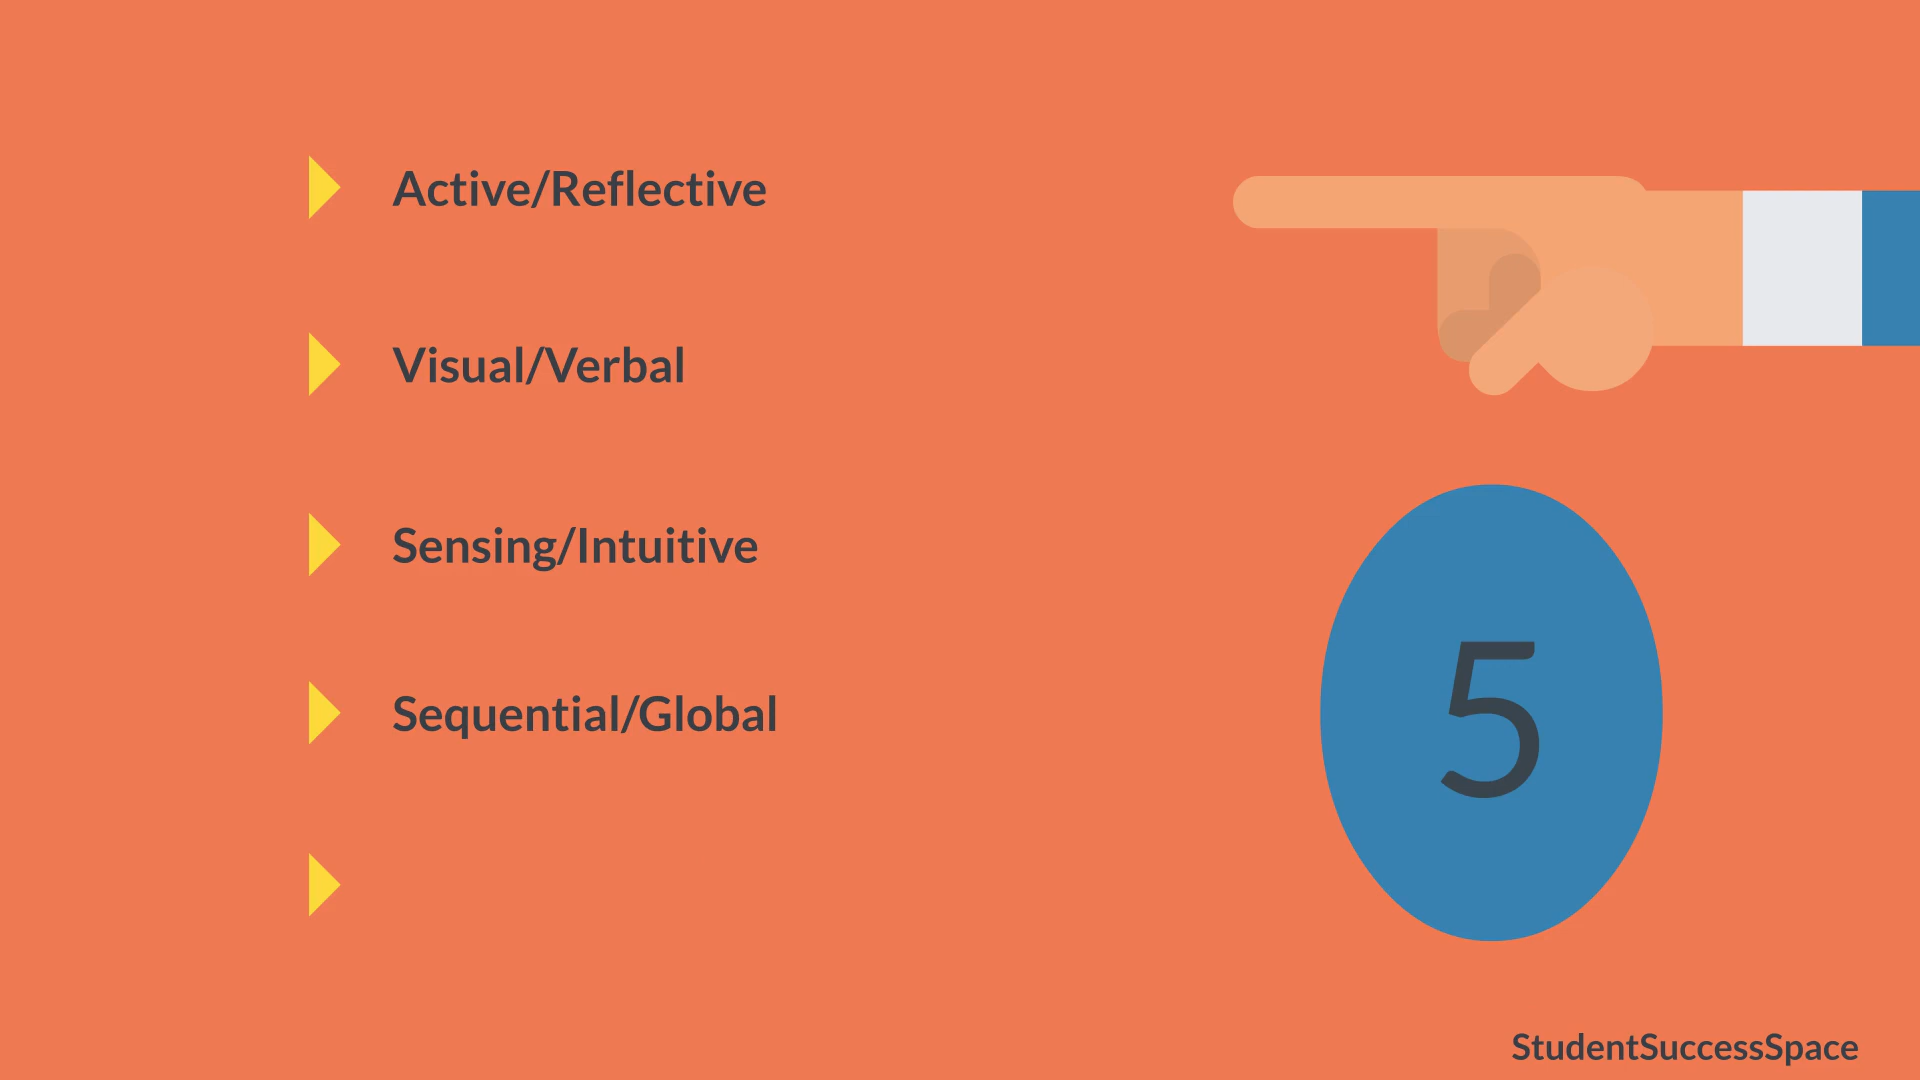 Active/Reflective
Visual/Verbal
Sensing/Intuitive
Sequential/Global
5
StudentSuccessSpace